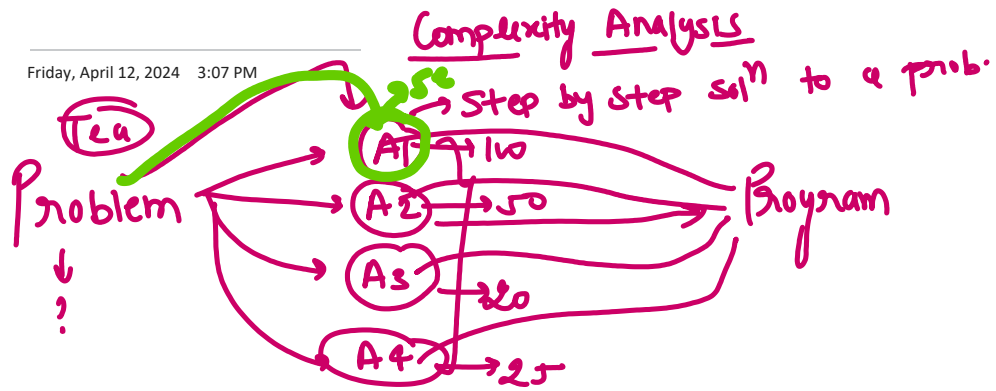 Complexity Analysis
Friday, April 12, 2024 3:07 PM
Step by step solⁿ to a prob.
Tea
A1
Problem
A2
50
Program
?
A3
20
A4
25